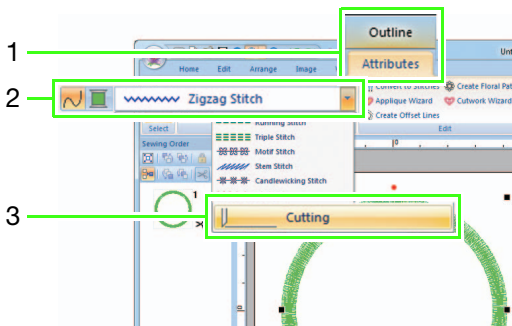 Outline
1
Attributes
Unt
Home Edit Arrange Image
Convert to Stitches Create Floral Pat
2
Zigzag Stitch
Applique Wizard Cutwork Wizard
Create Offset Lines
Select
Running Stitch
Edit
Sewing Order
Triple Stitch
Motif Stitch
Stem Stitch
Candlewicking Stitch
1
3
Cutting